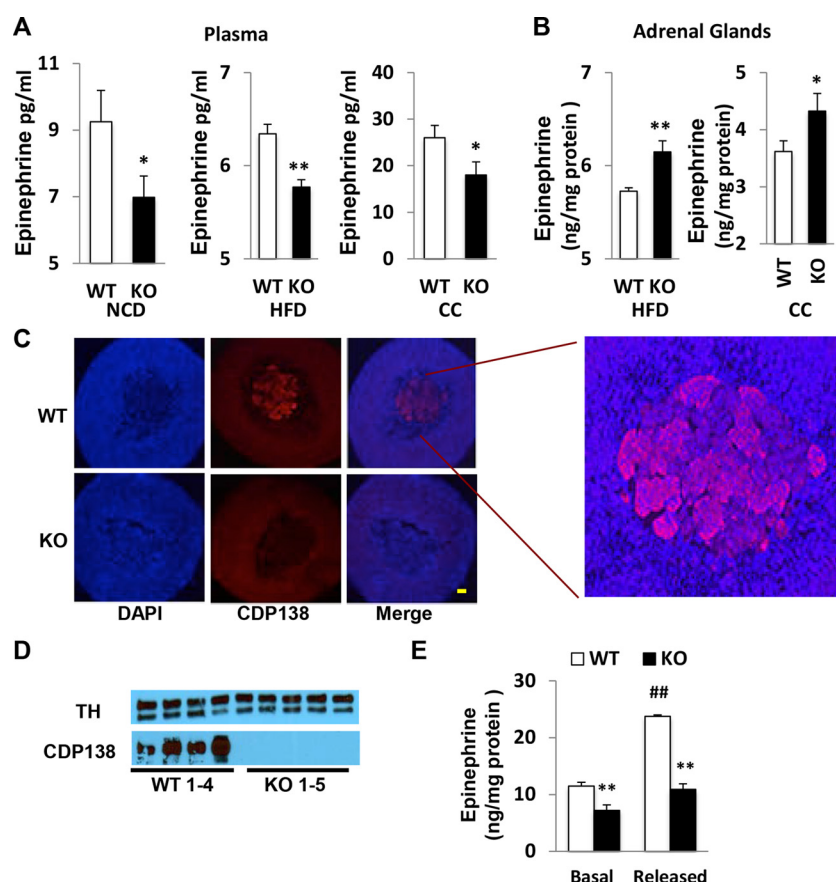 A
Plasma
Epinephrine pg/ml
11
9
7
5
*
WT KO
NCD
Epinephrine pg/ml
7
6
5
**
WT KO
HFD
Epinephrine pg/ml
40
30
20
10
0
*
WT KO
CC
B
Adrenal Glands
Epinephrine
(ng/mg protein )
7
6
5
**
WT KO
HFD
Epinephrine
(ng/mg protein)
5
4
3
2
*
WT
KO
CC
C
WT
KO
DAPI
CDP138
Merge
D
TH
CDP138
WT 1-4
KO 1-5
E
WT
KO
Epinephrine
(ng/mg protein)
30
20
10
0
**
##
**
Basal
Released